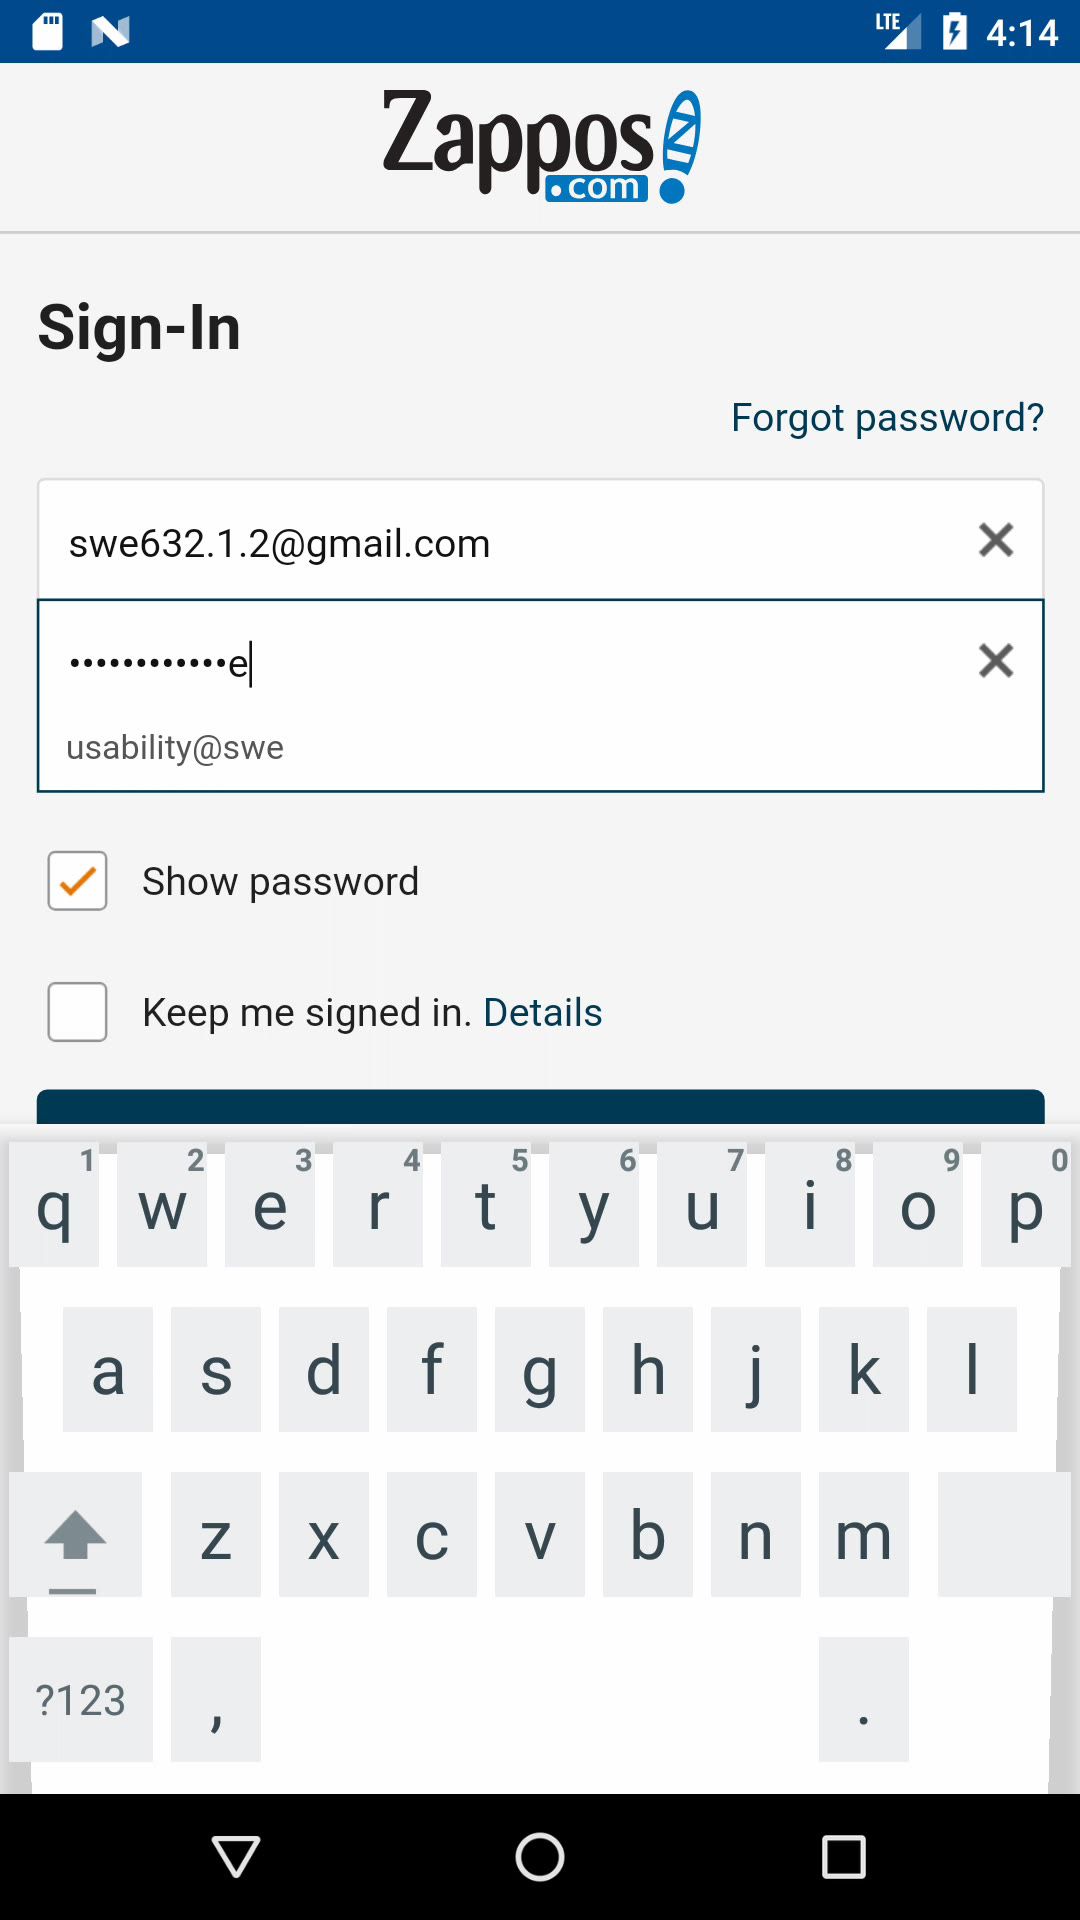 LTE 4:14
Zappos
.com
Sign-In
Forgot password?
swe632.1.2@gmail.com
••••••••••••e
usability@swe
Show password
Keep me signed in. Details
1 2 3 4 5 6 7 8 9 0
q w e r t y u i o p
a s d f g h j k l
z x c v b n m
?123 , .